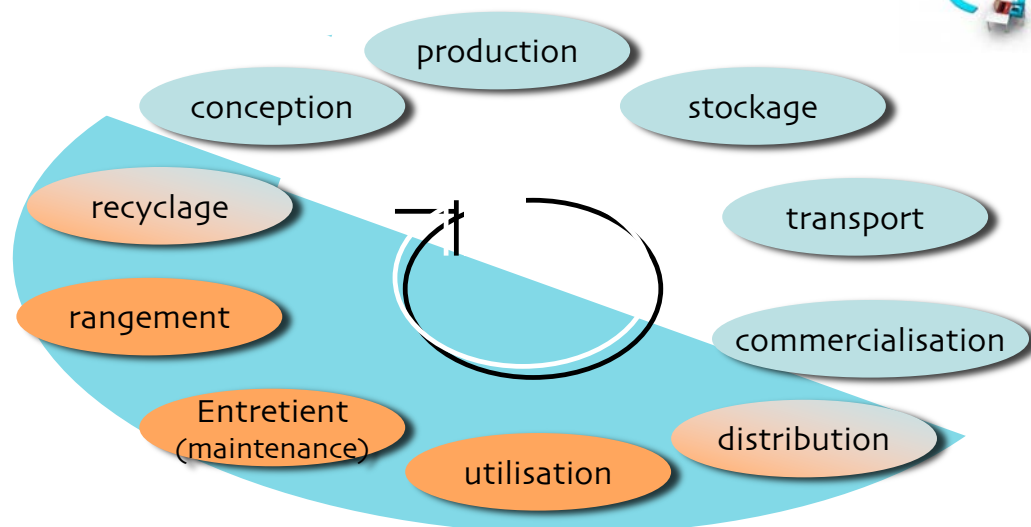 production
conception
stockage
recyclage
transport
rangement
commercialisation
Entretient
(maintenance)
distribution
utilisation